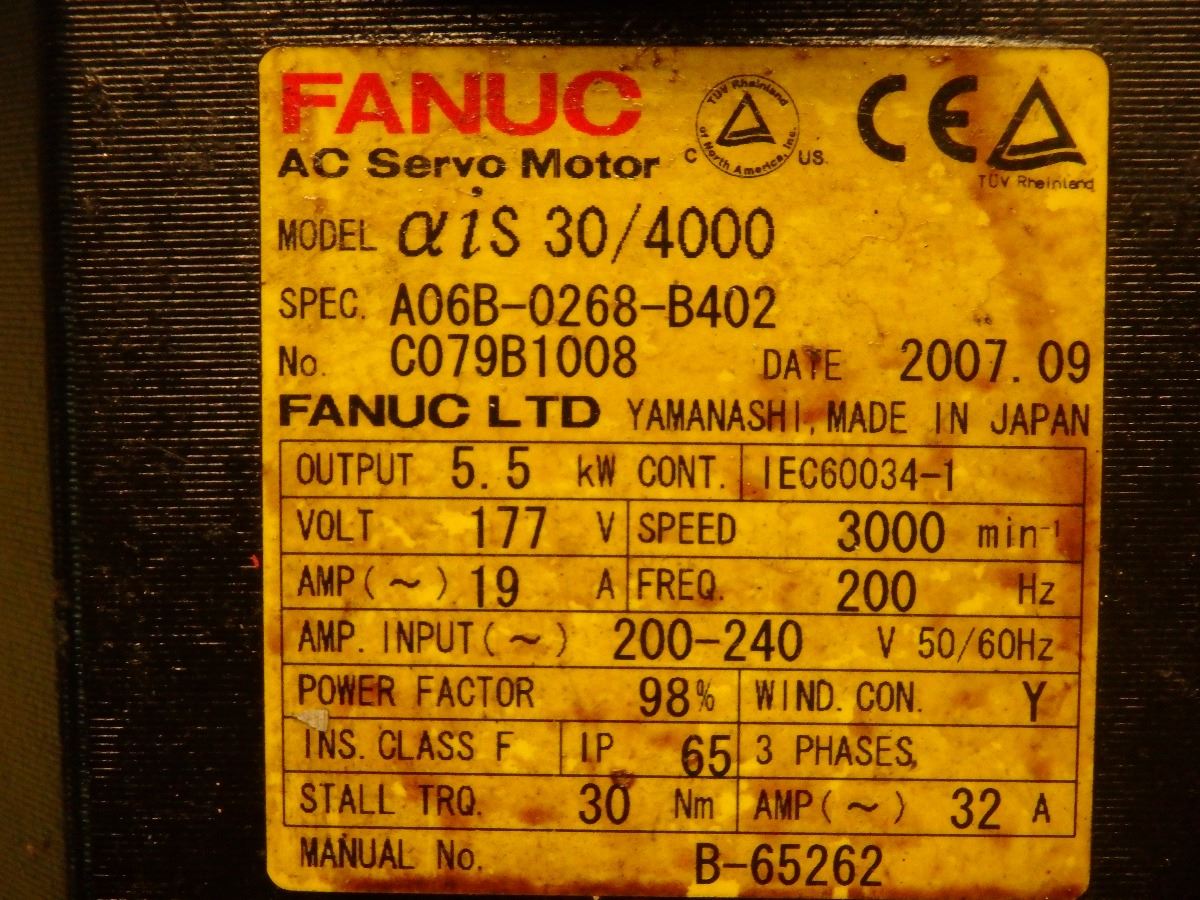 FANUC
TÜV Rheinland of North America, Inc.
C US
CE
TÜV Rheinland
AC Servo Motor
MODEL αiS 30/4000
SPEC. A06B-0268-B402
No. C079B1008 DATE 2007.09
FANUC LTD YAMANASHI, MADE IN JAPAN
OUTPUT 5.5 kW CONT. IEC60034-1
VOLT 177 V SPEED 3000 min⁻¹
AMP(~) 19 A FREQ. 200 Hz
AMP. INPUT(~) 200-240 V 50/60Hz
POWER FACTOR 98% WIND. CON. Y
INS. CLASS F IP 65 3 PHASES,
STALL TRQ. 30 Nm AMP(~) 32 A
MANUAL No. B-65262